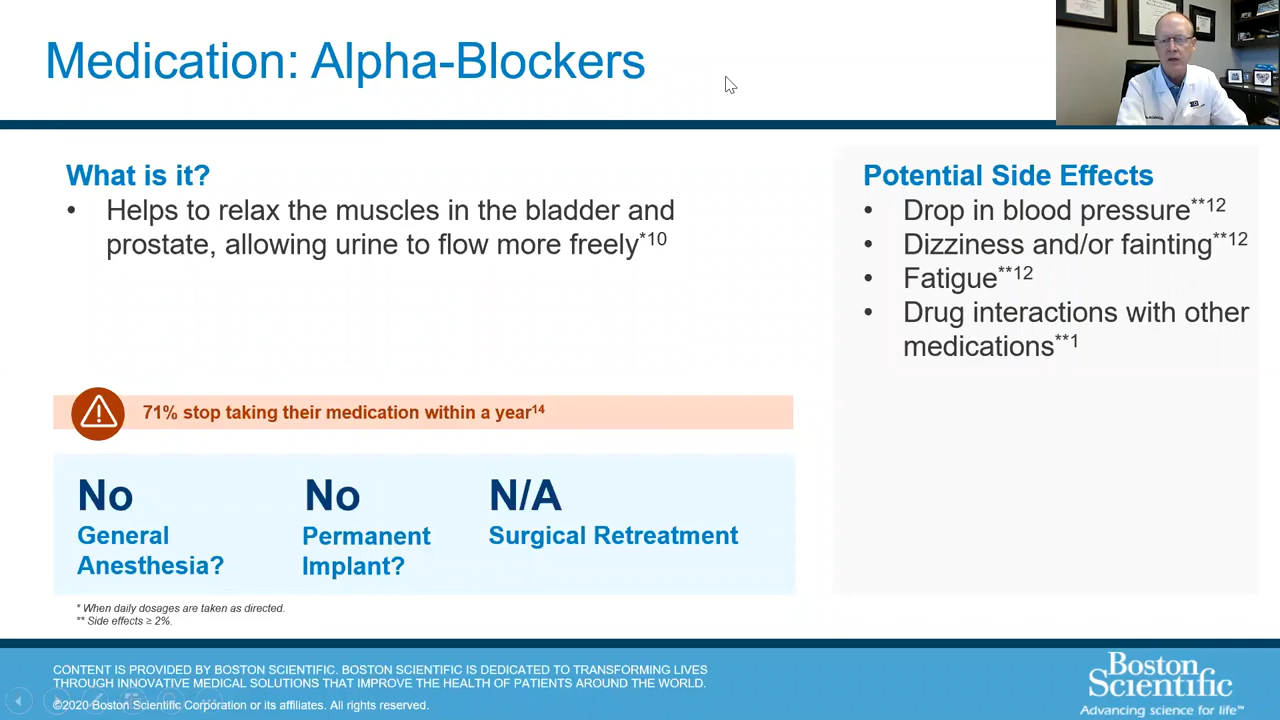 Medication: Alpha-Blockers
What is it?
• Helps to relax the muscles in the bladder and
prostate, allowing urine to flow more freely*10
71% stop taking their medication within a year14
No
General
Anesthesia?
No
Permanent
Implant?
N/A
Surgical Retreatment
* When daily dosages are taken as directed.
** Side effects ≥ 2%.
Potential Side Effects
• Drop in blood pressure**12
• Dizziness and/or fainting**12
• Fatigue**12
• Drug interactions with other
medications**1
CONTENT IS PROVIDED BY BOSTON SCIENTIFIC. BOSTON SCIENTIFIC IS DEDICATED TO TRANSFORMING LIVES
THROUGH INNOVATIVE MEDICAL SOLUTIONS THAT IMPROVE THE HEALTH OF PATIENTS AROUND THE WORLD.
©2020 Boston Scientific Corporation or its affiliates. All rights reserved.
Boston
Scientific
Advancing science for life™